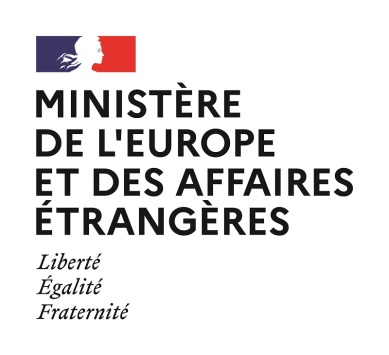 MINISTÈRE
DE L'EUROPE
ET DES AFFAIRES
ÉTRANGÈRES
Liberté
Égalité
Fraternité